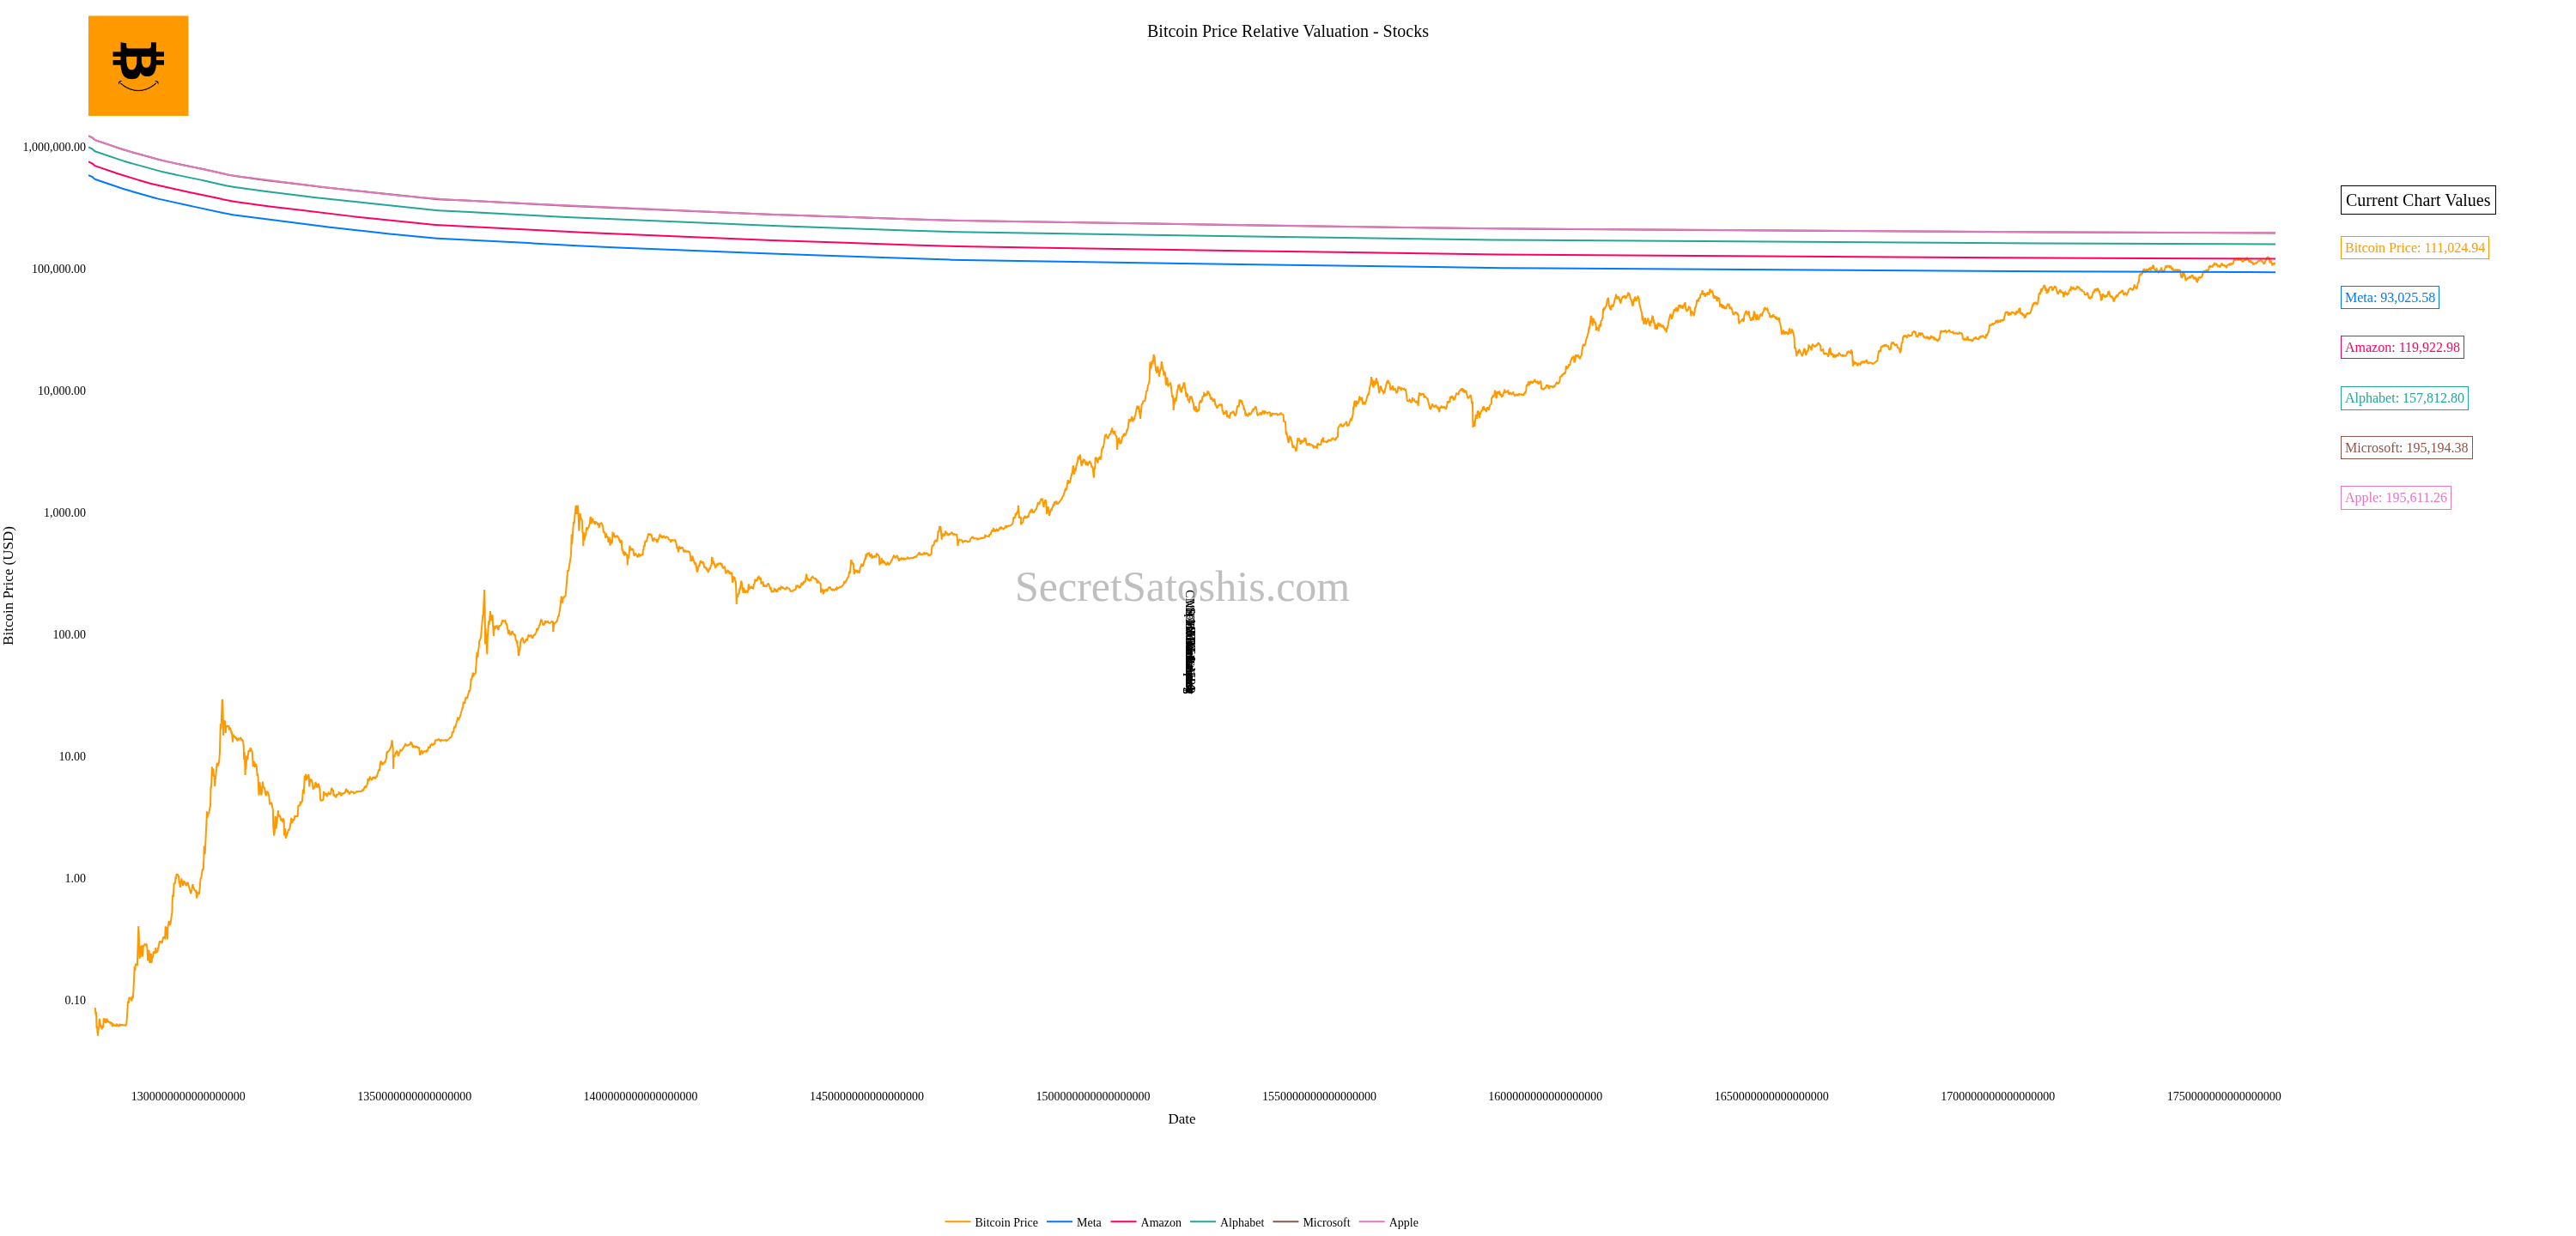 Bitcoin Price Relative Valuation - Stocks
1,000,000.00
100,000.00
10,000.00
1,000.00
100.00
10.00
1.00
0.10
Bitcoin Price (USD)
SecretSatoshis.com
Current Chart Values
Bitcoin Price: 111,024.94
Meta: 93,025.58
Amazon: 119,922.98
Alphabet: 157,812.80
Microsoft: 195,194.38
Apple: 195,611.26
1300000000000000000 1350000000000000000 1400000000000000000 1450000000000000000 1500000000000000000 1550000000000000000 1600000000000000000 1650000000000000000 1700000000000000000 1750000000000000000
Date
Bitcoin Price Meta Amazon Alphabet Microsoft Apple